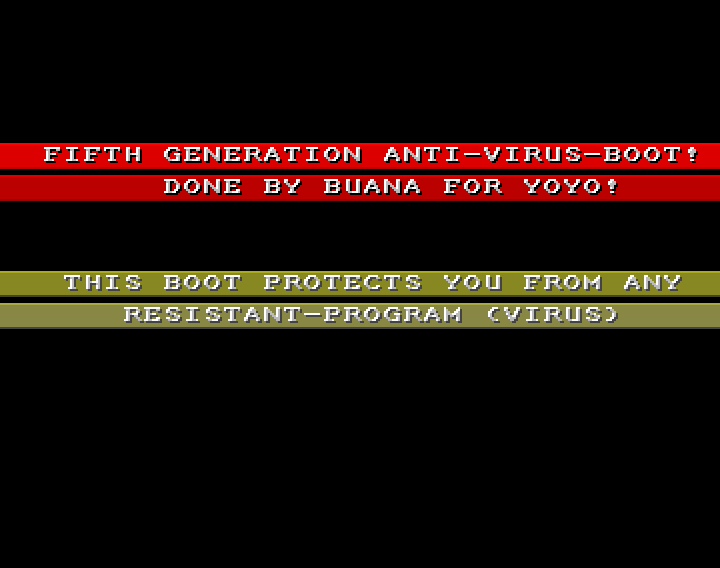 FIFTH GENERATION ANTI-VIRUS-BOOT!
DONE BY BUANA FOR YOYO!
THIS BOOT PROTECTS YOU FROM ANY
RESISTANT-PROGRAM (VIRUS)